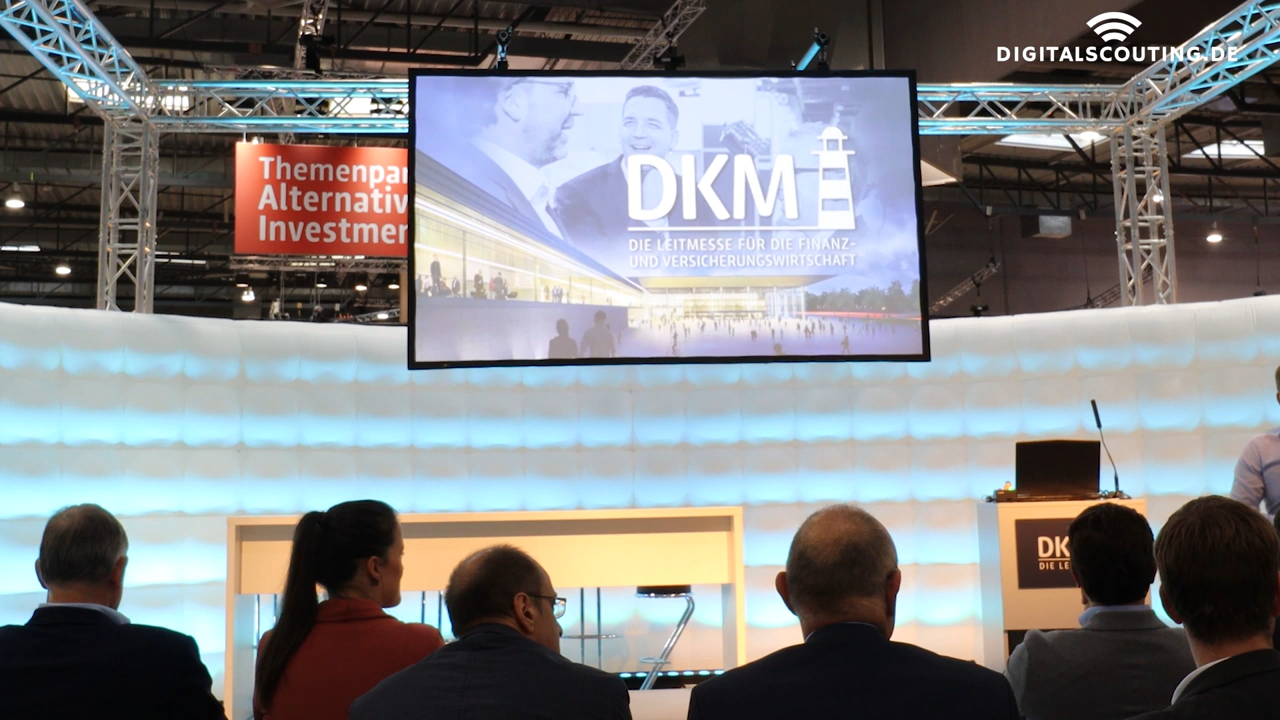 DIGITALSCOUTING.DE
Themenpar
Alternativ
Investmen
DKM
DIE LEITMESSE FÜR DIE FINANZ-
UND VERSICHERUNGSWIRTSCHAFT
DK
DIE LE